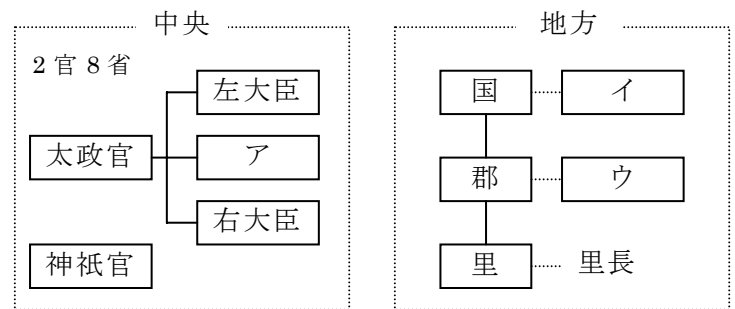 中央
2官8省
左大臣
太政官
ア
右大臣
神祇官
地方
国
イ
郡
ウ
里
里長